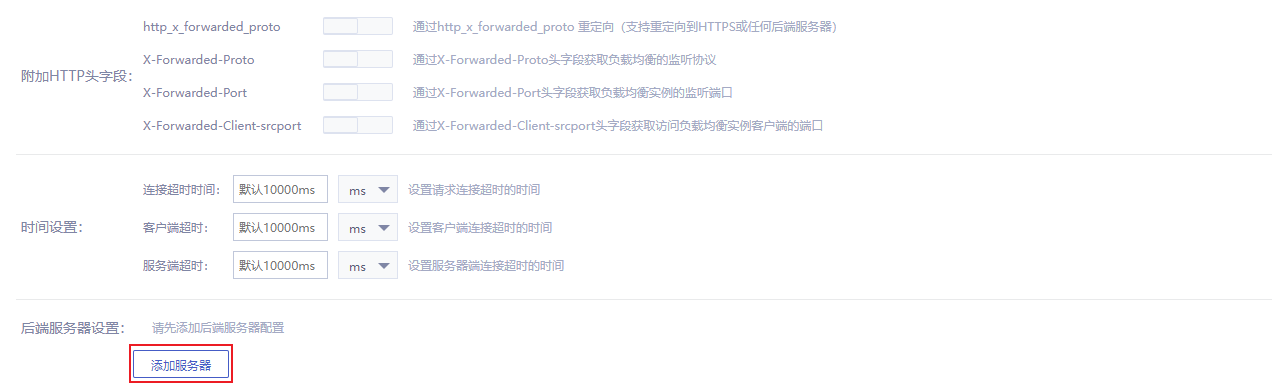 http_x_forwarded_proto 通过http_x_forwarded_proto 重定向（支持重定向到HTTPS或任何后端服务器）
附加HTTP头字段：
X-Forwarded-Proto 通过X-Forwarded-Proto头字段获取负载均衡的监听协议
X-Forwarded-Port 通过X-Forwarded-Port头字段获取负载均衡实例的监听端口
X-Forwarded-Client-srcport 通过X-Forwarded-Client-srcport头字段获取访问负载均衡实例客户端的端口
时间设置：
连接超时时间： 默认10000ms ms 设置请求连接超时的时间
客户端超时： 默认10000ms ms 设置客户端连接超时的时间
服务端超时： 默认10000ms ms 设置服务器端连接超时的时间
后端服务器设置： 请先添加后端服务器配置
添加服务器